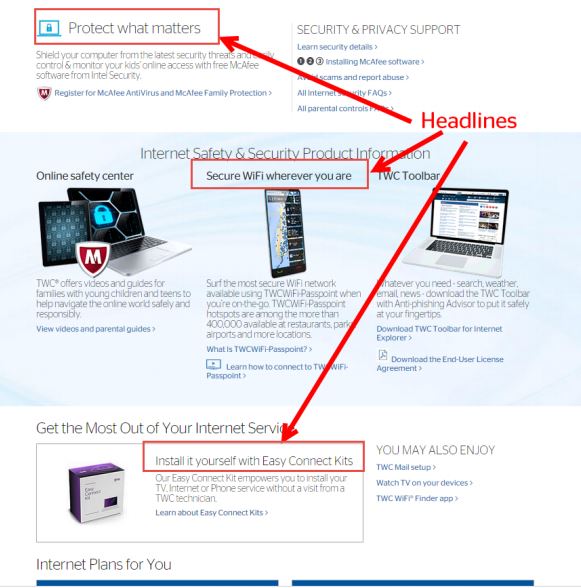 Protect what matters
Shield your computer from the latest security threats and easily
control & monitor your kids' online access with free McAfee
software from Intel Security.
Register for McAfee AntiVirus and McAfee Family Protection >
SECURITY & PRIVACY SUPPORT
Learn security details >
1 2 3 Installing McAfee software >
Avoid scams and report abuse >
All Internet security FAQs >
All parental controls FAQs >
Headlines
Internet Safety & Security Product Information
Online safety center
TWC® offers videos and guides for
families with young children and teens to
help navigate the online world safely and
responsibly.
View videos and parental guides >
Secure WiFi wherever you are
Surf the most secure WiFi network
available using TWCWiFi-Passpoint when
you're on-the-go. TWCWiFi-Passpoint
hotspots are among the more than
400,000 available at restaurants, parks,
airports and more locations.
What is TWCWiFi-Passpoint? >
Learn how to connect to TWCWiFi-
Passpoint >
TWC Toolbar
Whatever you need - search, weather,
email, news - download the TWC Toolbar
with Anti-phishing Advisor to put it safely
at your fingertips.
Download TWC Toolbar for Internet
Explorer >
Download the End-User License
Agreement >
Get the Most Out of Your Internet Service
Easy
Connect
Kit
Install it yourself with Easy Connect Kits
Our Easy Connect Kit empowers you to install your
TV, Internet or Phone service without a visit from a
TWC technician.
Learn about Easy Connect Kits >
YOU MAY ALSO ENJOY
TWC Mail setup >
Watch TV on your devices >
TWC WiFi® Finder app >
Internet Plans for You